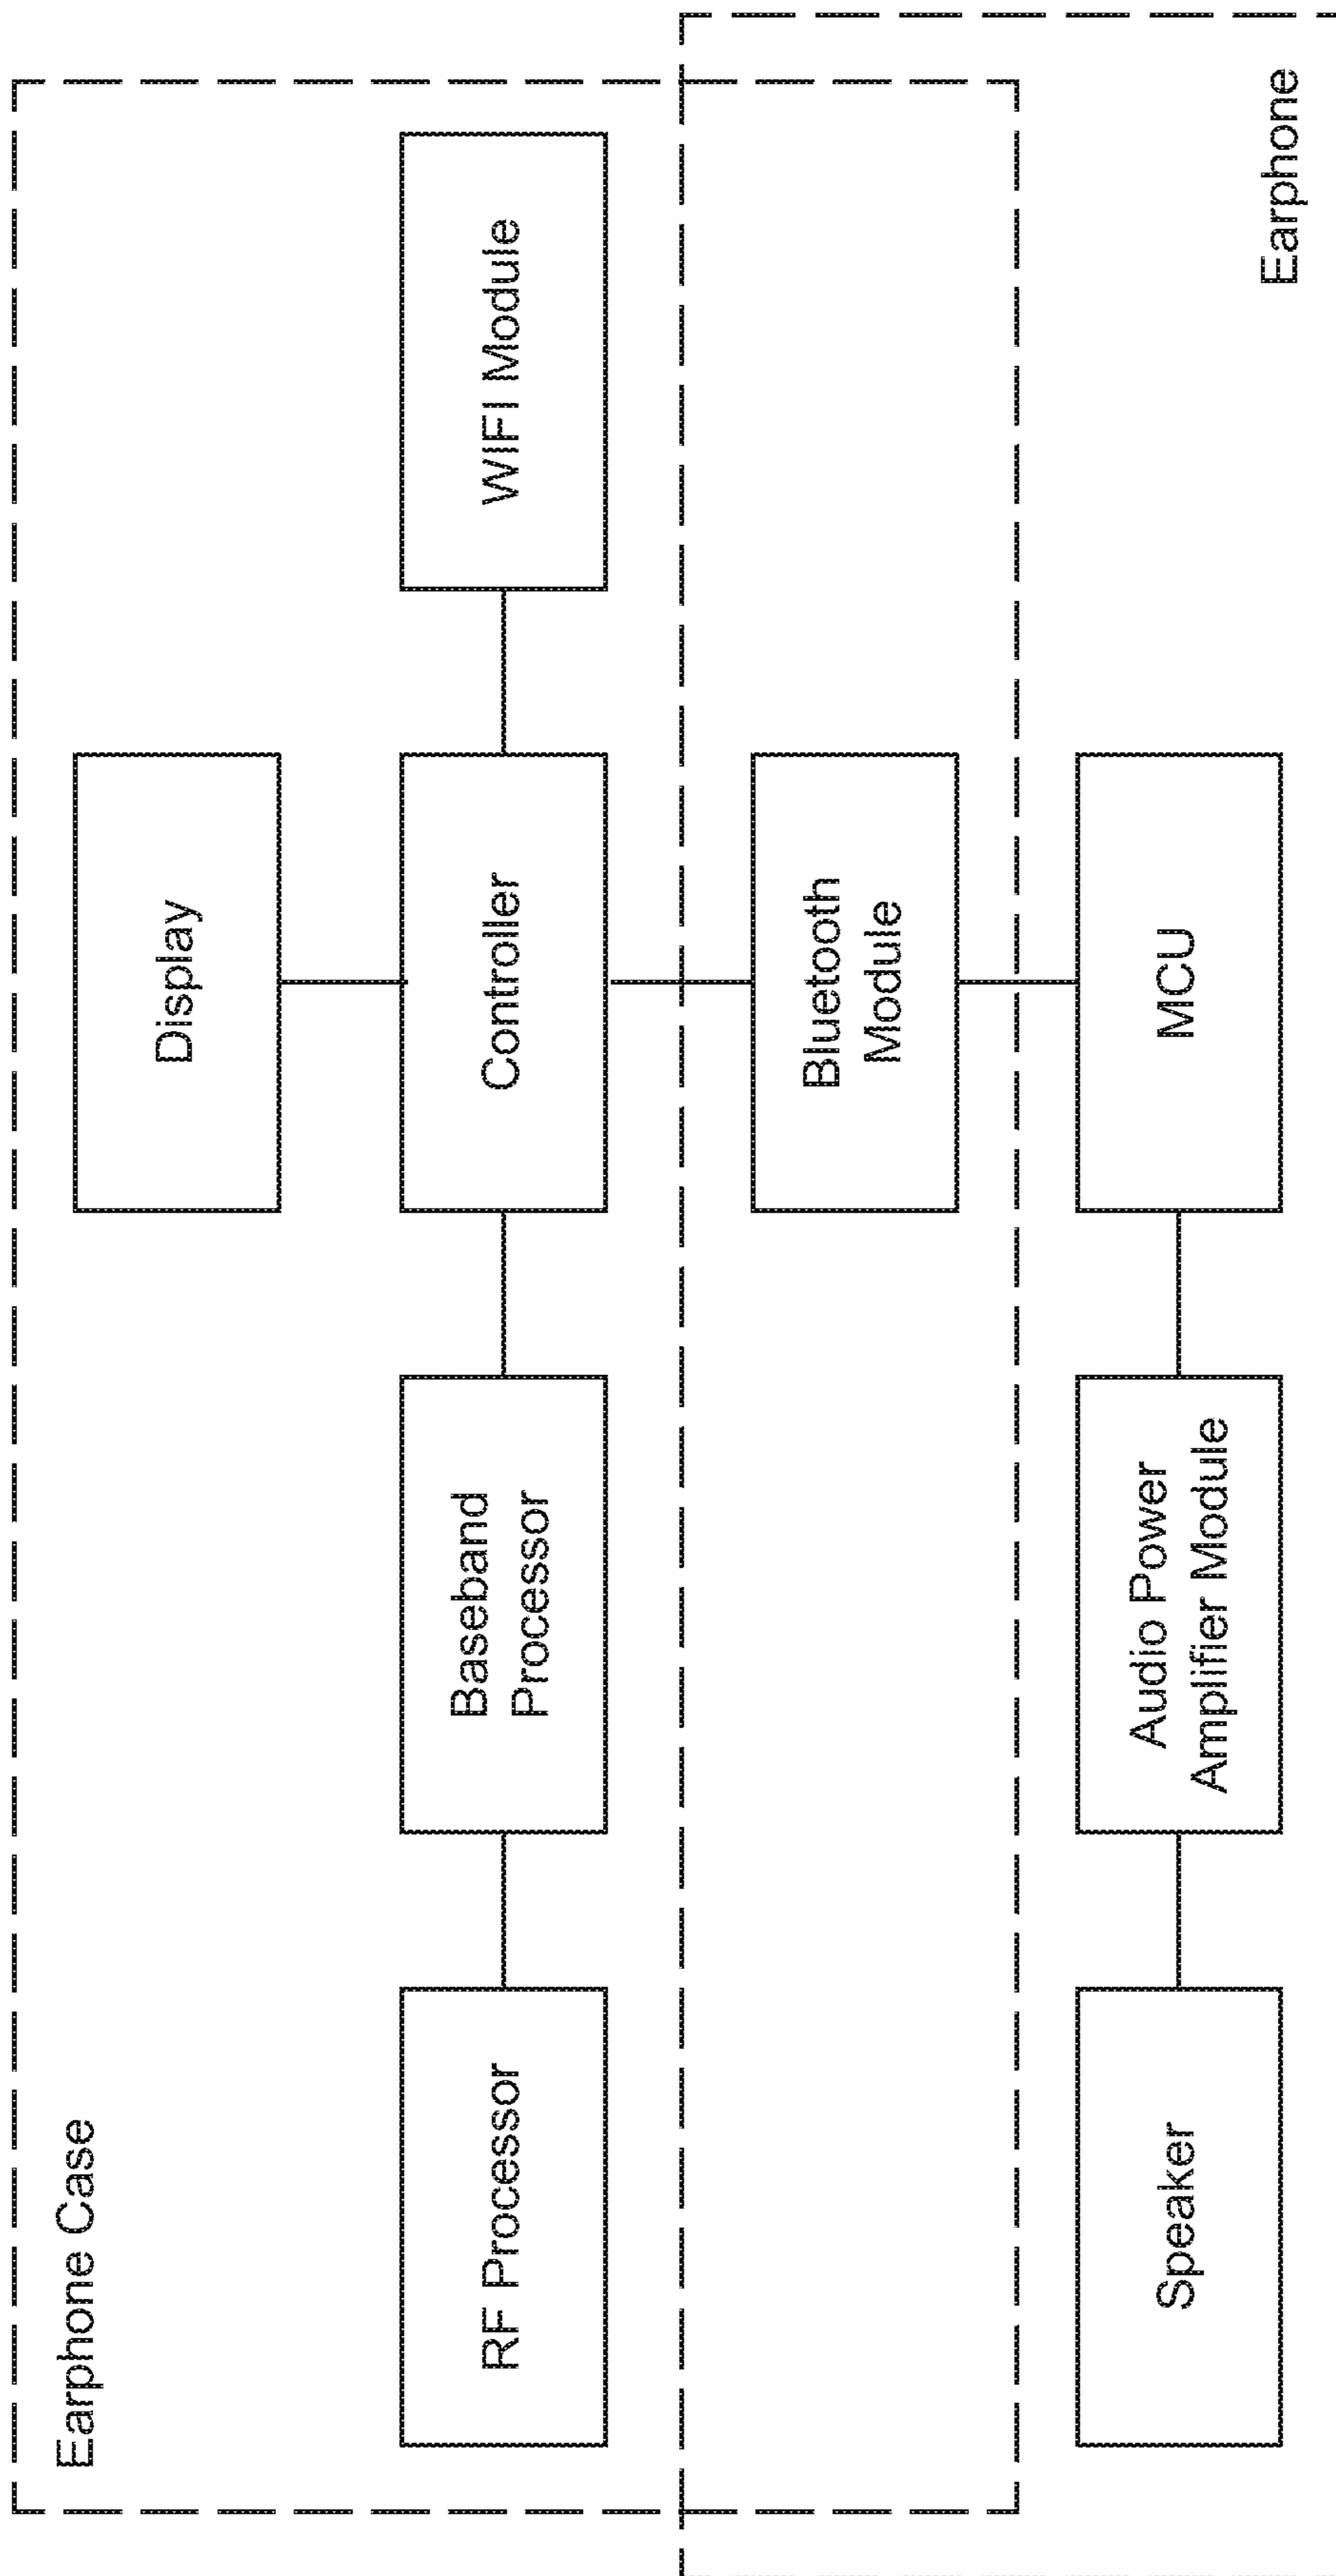 Earphone Case
Display
RF Processor
Baseband
Processor
Controller
WIFI Module
Bluetooth
Module
Speaker
Audio Power
Amplifier Module
MCU
Earphone